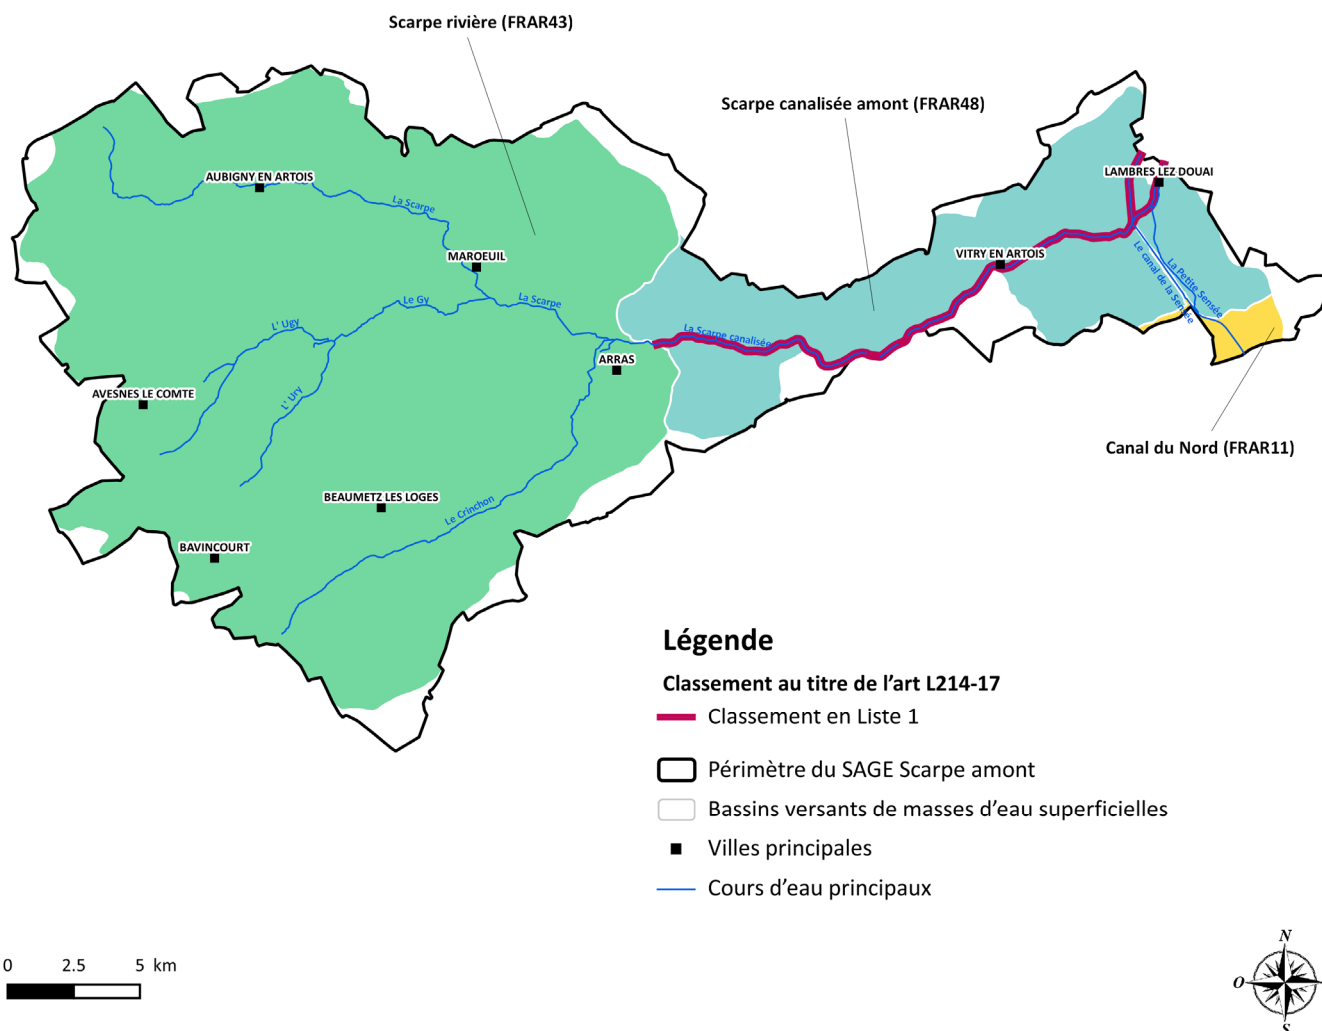 Scarpe rivière (FRAR43)
Scarpe canalisée amont (FRAR48)
LAMBRES LEZ DOUAI
AUBIGNY EN ARTOIS
La Scarpe
MAROEUIL
VITRY EN ARTOIS
Le canal de la Sensée
La Petite Sensée
Le Gy
La Scarpe
L' Ugy
La Scarpe canalisée
ARRAS
AVESNES LE COMTE
L' Ury
Canal du Nord (FRAR11)
BEAUMETZ LES LOGES
Le Crinchon
BAVINCOURT
Légende
Classement au titre de l'art L214-17
Classement en Liste 1
Périmètre du SAGE Scarpe amont
Bassins versants de masses d'eau superficielles
Villes principales
Cours d'eau principaux
0 2.5 5 km
N
O
S